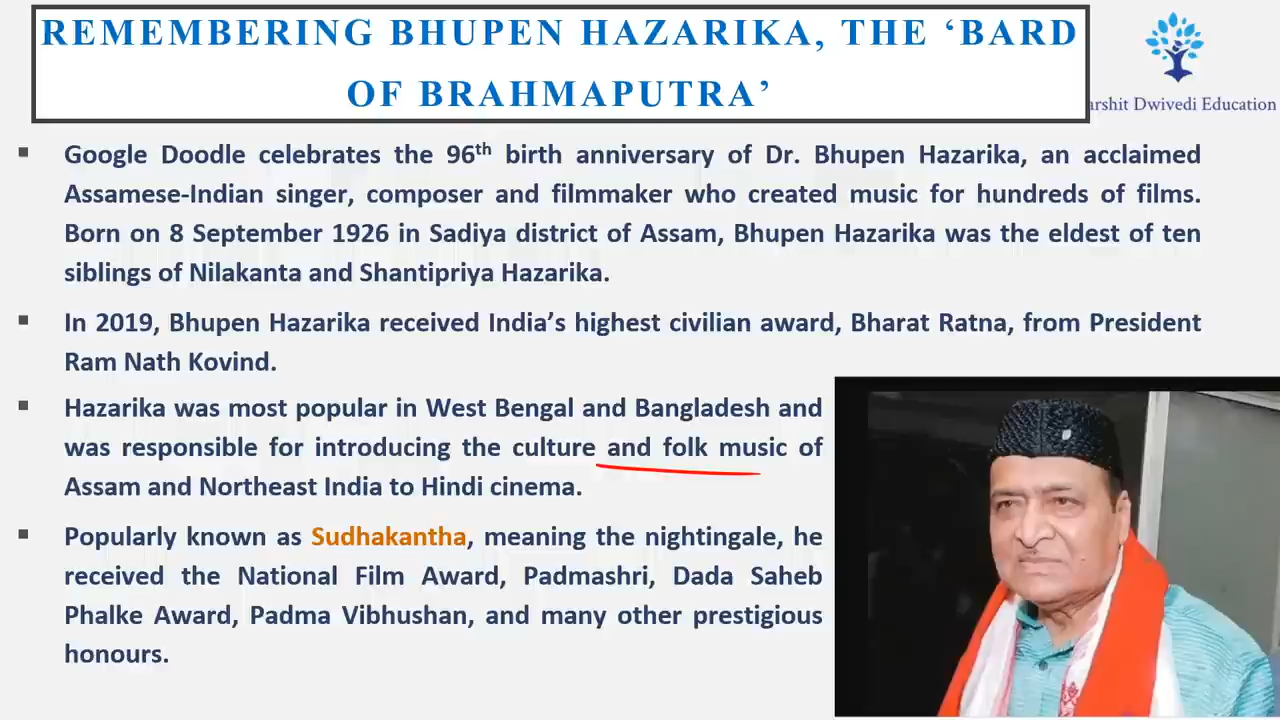 REMEMBERING BHUPEN HAZARIKA, THE ‘BARD
OF BRAHMAPUTRA’
arshit Dwivedi Education
▪ Google Doodle celebrates the 96th birth anniversary of Dr. Bhupen Hazarika, an acclaimed
Assamese-Indian singer, composer and filmmaker who created music for hundreds of films.
Born on 8 September 1926 in Sadiya district of Assam, Bhupen Hazarika was the eldest of ten
siblings of Nilakanta and Shantipriya Hazarika.
▪ In 2019, Bhupen Hazarika received India’s highest civilian award, Bharat Ratna, from President
Ram Nath Kovind.
▪ Hazarika was most popular in West Bengal and Bangladesh and
was responsible for introducing the culture and folk music of
Assam and Northeast India to Hindi cinema.
▪ Popularly known as Sudhakantha, meaning the nightingale, he
received the National Film Award, Padmashri, Dada Saheb
Phalke Award, Padma Vibhushan, and many other prestigious
honours.